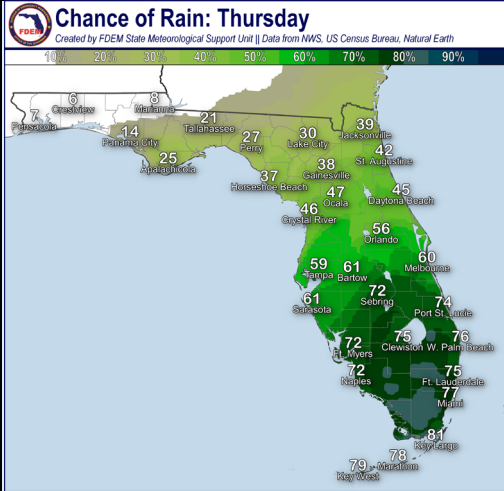 Chance of Rain: Thursday
Created by FDEM State Meteorological Support Unit || Data from NWS, US Census Bureau, Natural Earth
FDEM
10% 20% 30% 40% 50% 60% 70% 80% 90%
6
Crestview
8
Marianna
7
Pensacola
21
Tallahassee
14
Panama City
25
Apalachicola
27
Perry
30
Lake City
39
Jacksonville
42
St. Augustine
38
Gainesville
37
Horseshoe Beach
47
Ocala
45
Daytona Beach
46
Crystal River
56
Orlando
59
Tampa
61
Bartow
60
Melbourne
72
Sebring
61
Sarasota
74
Port St. Lucie
72
Ft. Myers
75
Clewiston
76
W. Palm Beach
72
Naples
75
Ft. Lauderdale
77
Miami
81
Key Largo
78
Marathon
79
Key West